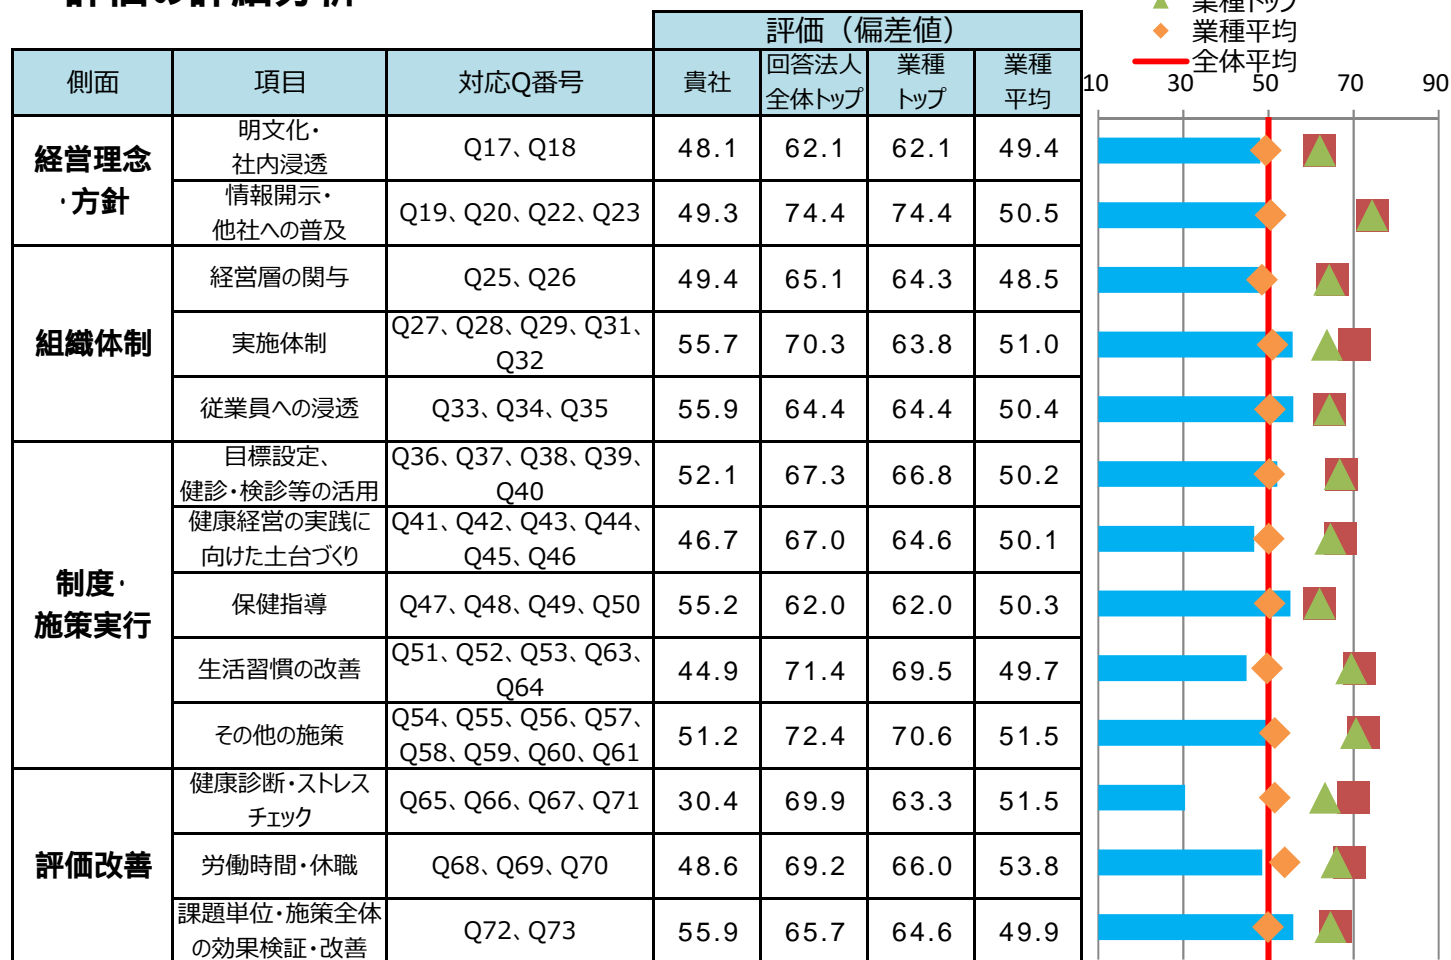 評価の詳細分析
業種トップ
業種平均
全体平均
評価（偏差値）
側面 項目 対応Q番号 貴社 回答法人全体トップ 業種トップ 業種平均
10 30 50 70 90
経営理念・方針
明文化・社内浸透 Q17、Q18 48.1 62.1 62.1 49.4
情報開示・他社への普及 Q19、Q20、Q22、Q23 49.3 74.4 74.4 50.5
組織体制
経営層の関与 Q25、Q26 49.4 65.1 64.3 48.5
実施体制 Q27、Q28、Q29、Q31、Q32 55.7 70.3 63.8 51.0
従業員への浸透 Q33、Q34、Q35 55.9 64.4 64.4 50.4
制度・施策実行
目標設定、健診・検診等の活用 Q36、Q37、Q38、Q39、Q40 52.1 67.3 66.8 50.2
健康経営の実践に向けた土台づくり Q41、Q42、Q43、Q44、Q45、Q46 46.7 67.0 64.6 50.1
保健指導 Q47、Q48、Q49、Q50 55.2 62.0 62.0 50.3
生活習慣の改善 Q51、Q52、Q53、Q63、Q64 44.9 71.4 69.5 49.7
その他の施策 Q54、Q55、Q56、Q57、Q58、Q59、Q60、Q61 51.2 72.4 70.6 51.5
評価改善
健康診断・ストレスチェック Q65、Q66、Q67、Q71 30.4 69.9 63.3 51.5
労働時間・休職 Q68、Q69、Q70 48.6 69.2 66.0 53.8
課題単位・施策全体の効果検証・改善 Q72、Q73 55.9 65.7 64.6 49.9